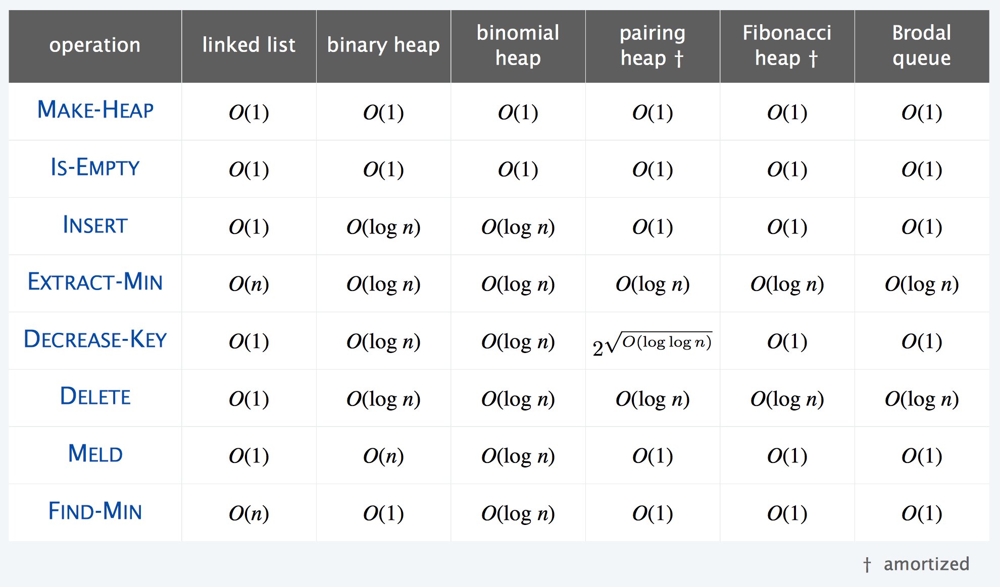 operation linked list binary heap binomial heap pairing heap † Fibonacci heap † Brodal queue
MAKE-HEAP O(1) O(1) O(1) O(1) O(1) O(1)
IS-EMPTY O(1) O(1) O(1) O(1) O(1) O(1)
INSERT O(1) O(log n) O(log n) O(1) O(1) O(1)
EXTRACT-MIN O(n) O(log n) O(log n) O(log n) O(log n) O(log n)
DECREASE-KEY O(1) O(log n) O(log n) 2^√O(log log n) O(1) O(1)
DELETE O(1) O(log n) O(log n) O(log n) O(log n) O(log n)
MELD O(1) O(n) O(log n) O(1) O(1) O(1)
FIND-MIN O(n) O(1) O(log n) O(1) O(1) O(1)
† amortized